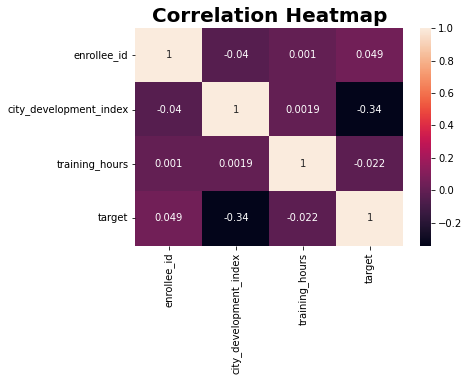 Correlation Heatmap
enrollee_id 1 -0.04 0.001 0.049
city_development_index -0.04 1 0.0019 -0.34
training_hours 0.001 0.0019 1 -0.022
target 0.049 -0.34 -0.022 1
enrollee_id
city_development_index
training_hours
target
1.0
0.8
0.6
0.4
0.2
0.0
−0.2